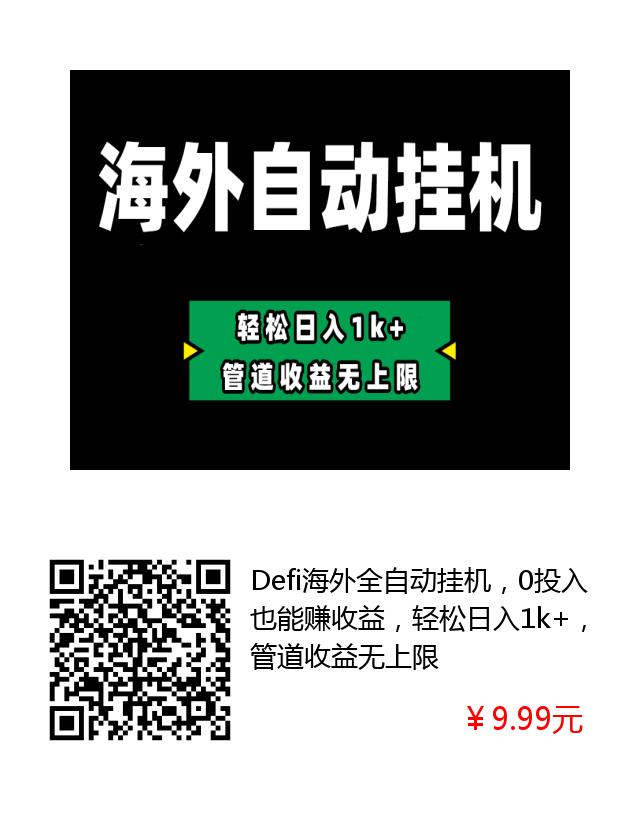 海外自动挂机
轻松日入1k+
管道收益无上限
Defi海外全自动挂机，0投入
也能赚收益，轻松日入1k+，
管道收益无上限
¥9.99元